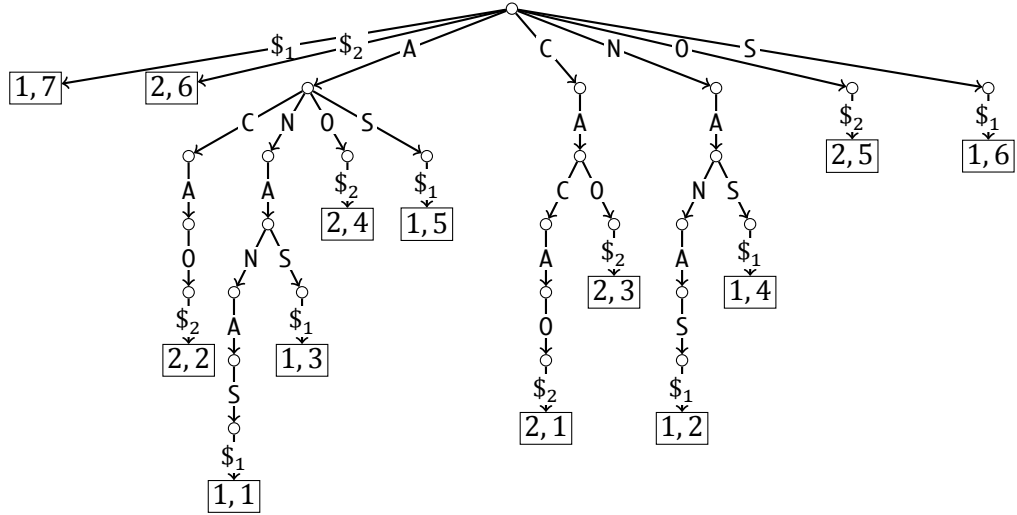 $₁ $₂ A C N O S
1, 7 2, 6
C N O S A A $₂ $₁
2, 5 1, 6
A A $₂ $₁ C O N S
2, 4 1, 5
O N S A $₂ A $₁
2, 3 1, 4
$₂ A $₁ O S
2, 2 1, 3
S $₂ $₁
2, 1 1, 2
$₁
1, 1